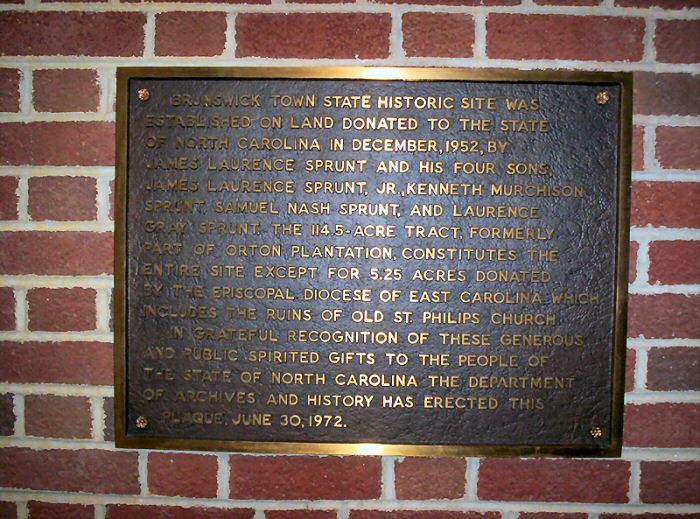 BRUNSWICK TOWN STATE HISTORIC SITE WAS
ESTABLISHED ON LAND DONATED TO THE STATE
OF NORTH CAROLINA IN DECEMBER, 1952, BY
JAMES LAURENCE SPRUNT AND HIS FOUR SONS,
JAMES LAURENCE SPRUNT, JR., KENNETH MURCHISON
SPRUNT, SAMUEL NASH SPRUNT, AND LAURENCE
GRAY SPRUNT. THE 114.5-ACRE TRACT, FORMERLY
PART OF ORTON PLANTATION, CONSTITUTES THE
ENTIRE SITE EXCEPT FOR 5.25 ACRES DONATED
BY THE EPISCOPAL DIOCESE OF EAST CAROLINA WHICH
INCLUDES THE RUINS OF OLD ST. PHILIPS CHURCH.
IN GRATEFUL RECOGNITION OF THESE GENEROUS
AND PUBLIC SPIRITED GIFTS TO THE PEOPLE OF
THE STATE OF NORTH CAROLINA THE DEPARTMENT
OF ARCHIVES AND HISTORY HAS ERECTED THIS
PLAQUE, JUNE 30, 1972.